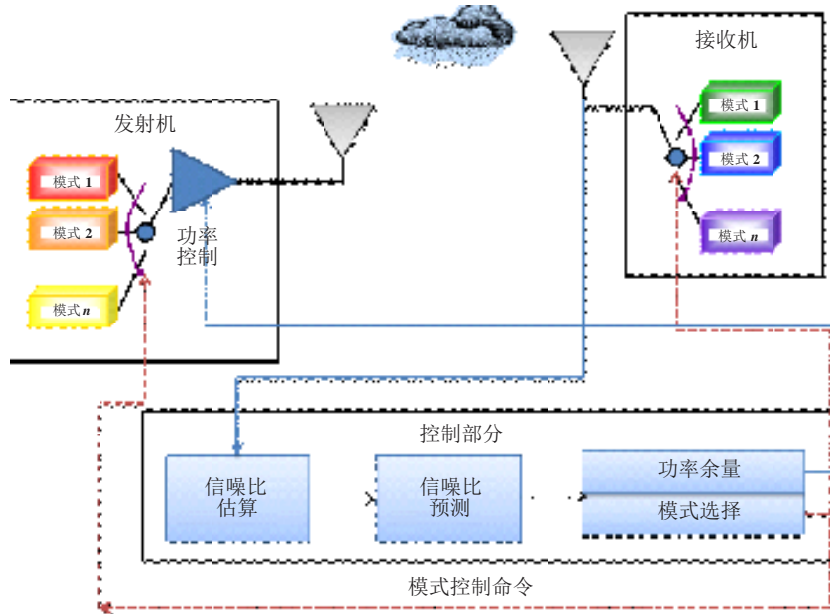 接收机
模式 1
模式 2
模式 n
发射机
模式 1
模式 2
模式 n
功率
控制
控制部分
信噪比
估算
信噪比
预测
功率余量
模式选择
模式控制命令